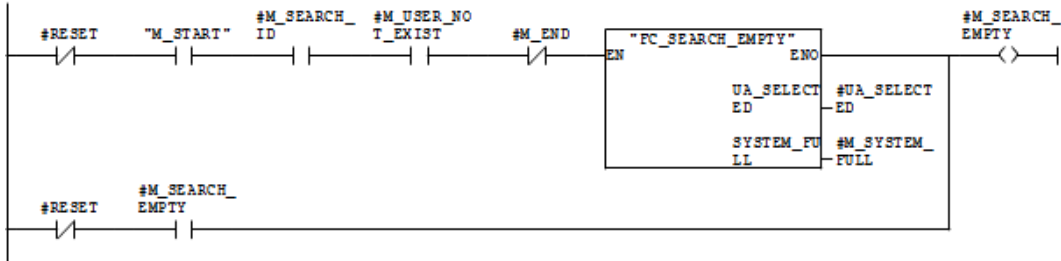 #RESET
"M_START"
#M_SEARCH_
ID
#M_USER_NO
T_EXIST
#M_END
"FC_SEARCH_EMPTY"
EN
ENO
UA_SELECT
ED
#UA_SELECT
ED
SYSTEM_FU
LL
#M_SYSTEM_
FULL
#M_SEARCH_
EMPTY
#RESET
#M_SEARCH_
EMPTY